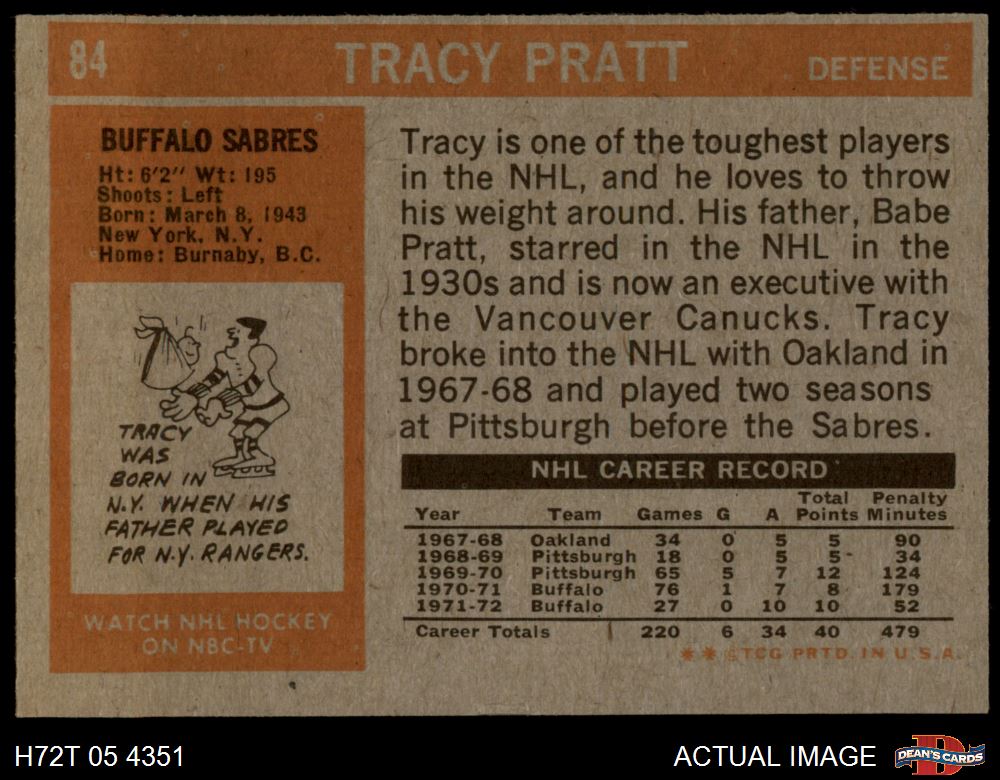 84 TRACY PRATT DEFENSE
BUFFALO SABRES
Ht: 6'2" Wt: 195
Shoots: Left
Born: March 8, 1943
New York, N.Y.
Home: Burnaby, B.C.
TRACY
WAS
BORN IN
N.Y. WHEN HIS
FATHER PLAYED
FOR N.Y. RANGERS.
WATCH NHL HOCKEY
ON NBC-TV
Tracy is one of the toughest players
in the NHL, and he loves to throw
his weight around. His father, Babe
Pratt, starred in the NHL in the
1930s and is now an executive with
the Vancouver Canucks. Tracy
broke into the NHL with Oakland in
1967-68 and played two seasons
at Pittsburgh before the Sabres.
NHL CAREER RECORD
Year Team Games G A Total Points Penalty Minutes
1967-68 Oakland 34 0 5 5 90
1968-69 Pittsburgh 18 0 5 5 34
1969-70 Pittsburgh 65 5 7 12 124
1970-71 Buffalo 76 1 7 8 179
1971-72 Buffalo 27 0 10 10 52
Career Totals 220 6 34 40 479
✱ ✱ © TCG PRTD. IN U.S.A.
H72T 05 4351
ACTUAL IMAGE
D
DEAN'S CARDS